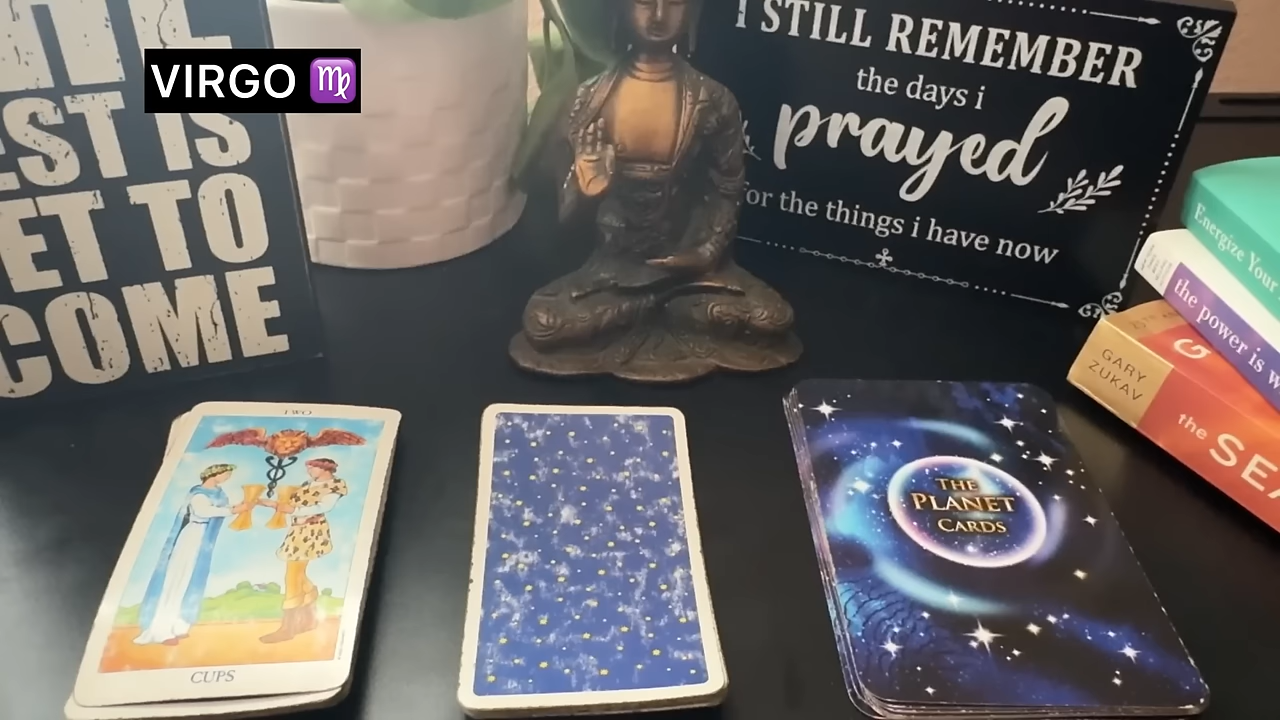 VIRGO ♍
EST IS
ET TO
COME
I STILL REMEMBER
the days i
prayed
for the things i have now
Energize Your
the power is
GARY
ZUKAV
the
TWO
CUPS
THE
PLANET
CARDS